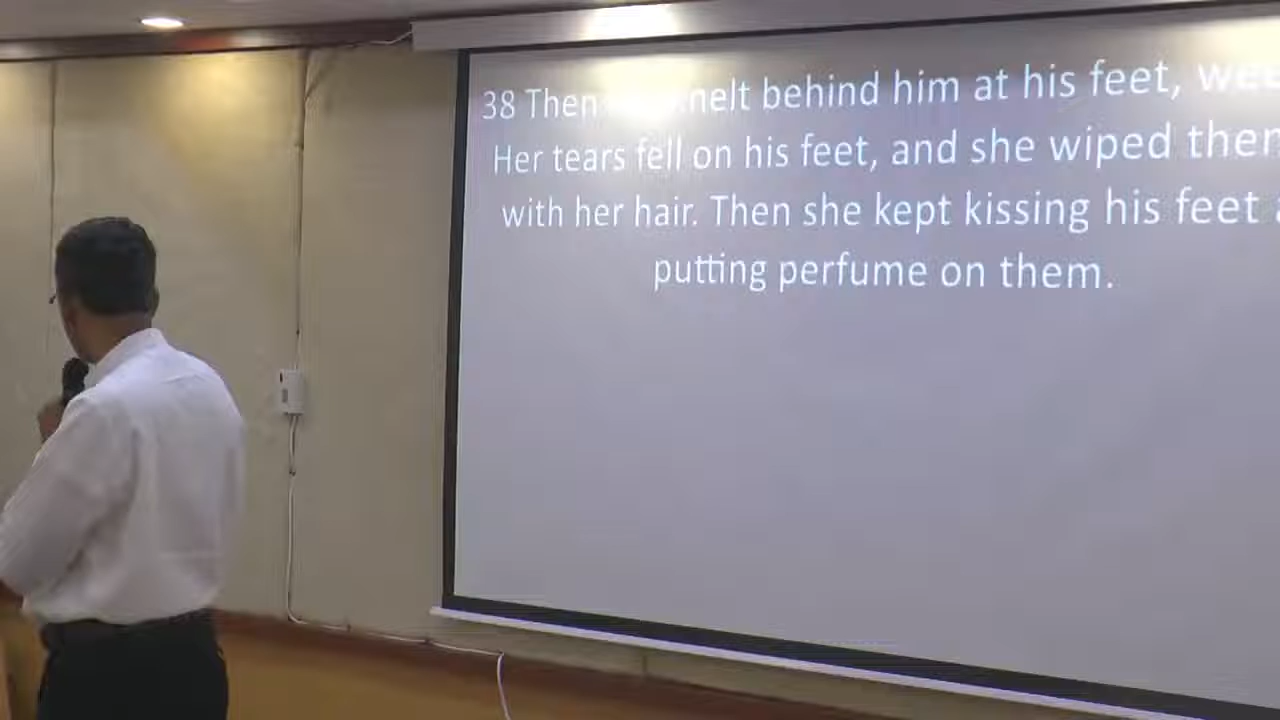 38 Then knelt behind him at his feet,
Her tears fell on his feet, and she wiped
with her hair. Then she kept kissing his feet
putting perfume on them.